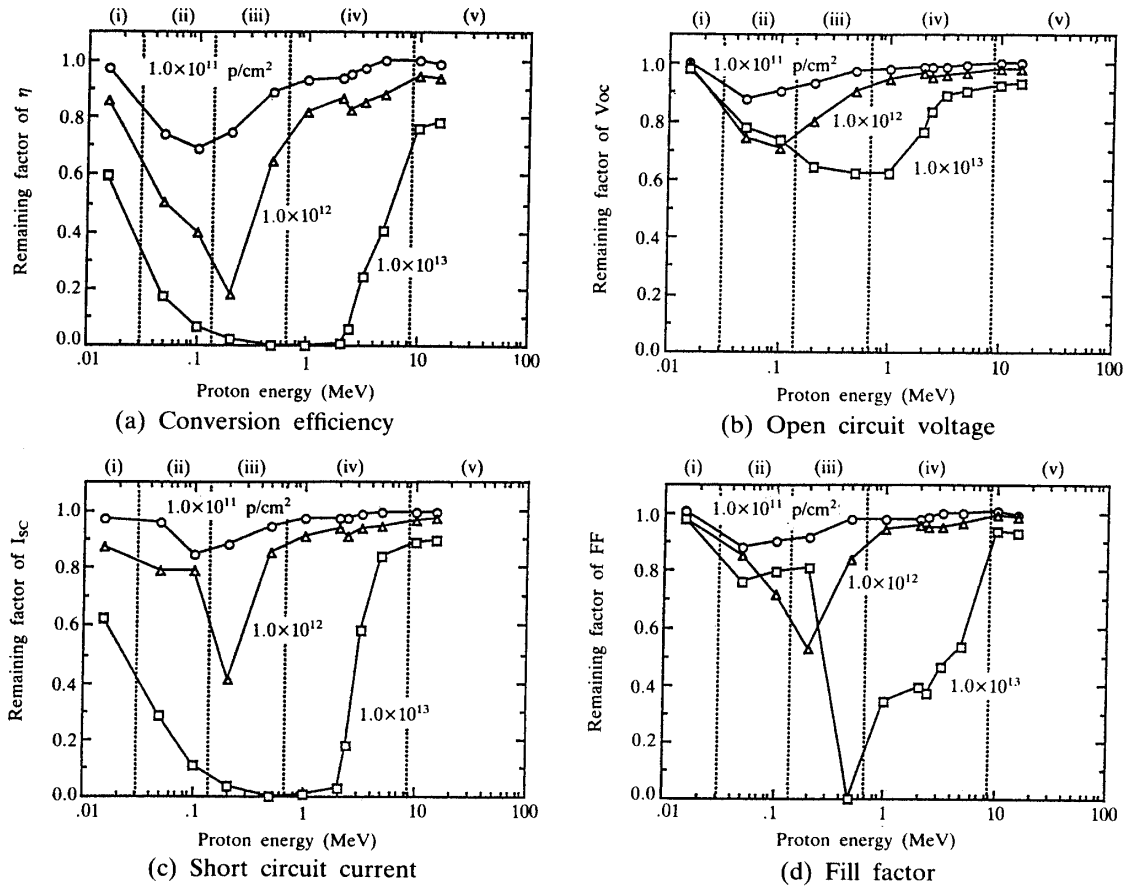 (i) (ii) (iii) (iv) (v)
Remaining factor of η
1.0
0.8
0.6
0.4
0.2
0.0
1.0×10¹¹ p/cm²
1.0×10¹²
1.0×10¹³
.01 .1 1 10 100
Proton energy (MeV)
(a) Conversion efficiency
(i) (ii) (iii) (iv) (v)
Remaining factor of Voc
1.0
0.8
0.6
0.4
0.2
0.0
1.0×10¹¹ p/cm²
1.0×10¹²
1.0×10¹³
.01 .1 1 10 100
Proton energy (MeV)
(b) Open circuit voltage
(i) (ii) (iii) (iv) (v)
Remaining factor of I_SC
1.0
0.8
0.6
0.4
0.2
0.0
1.0×10¹¹ p/cm²
1.0×10¹²
1.0×10¹³
.01 .1 1 10 100
Proton energy (MeV)
(c) Short circuit current
(i) (ii) (iii) (iv) (v)
Remaining factor of FF
1.0
0.8
0.6
0.4
0.2
0.0
1.0×10¹¹ p/cm²
1.0×10¹²
1.0×10¹³
.01 .1 1 10 100
Proton energy (MeV)
(d) Fill factor